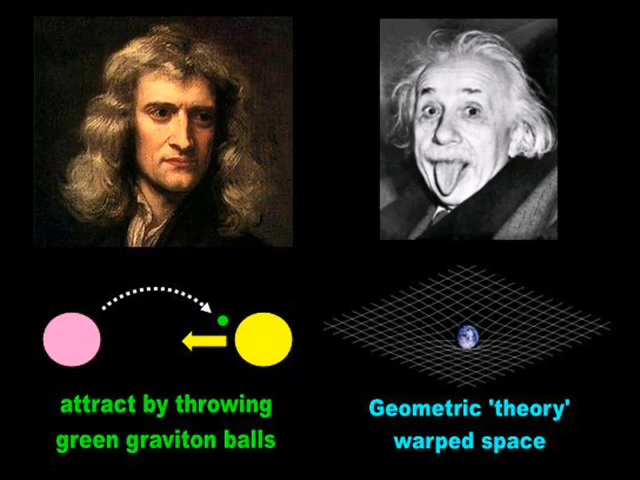 attract by throwing
green graviton balls
Geometric 'theory'
warped space